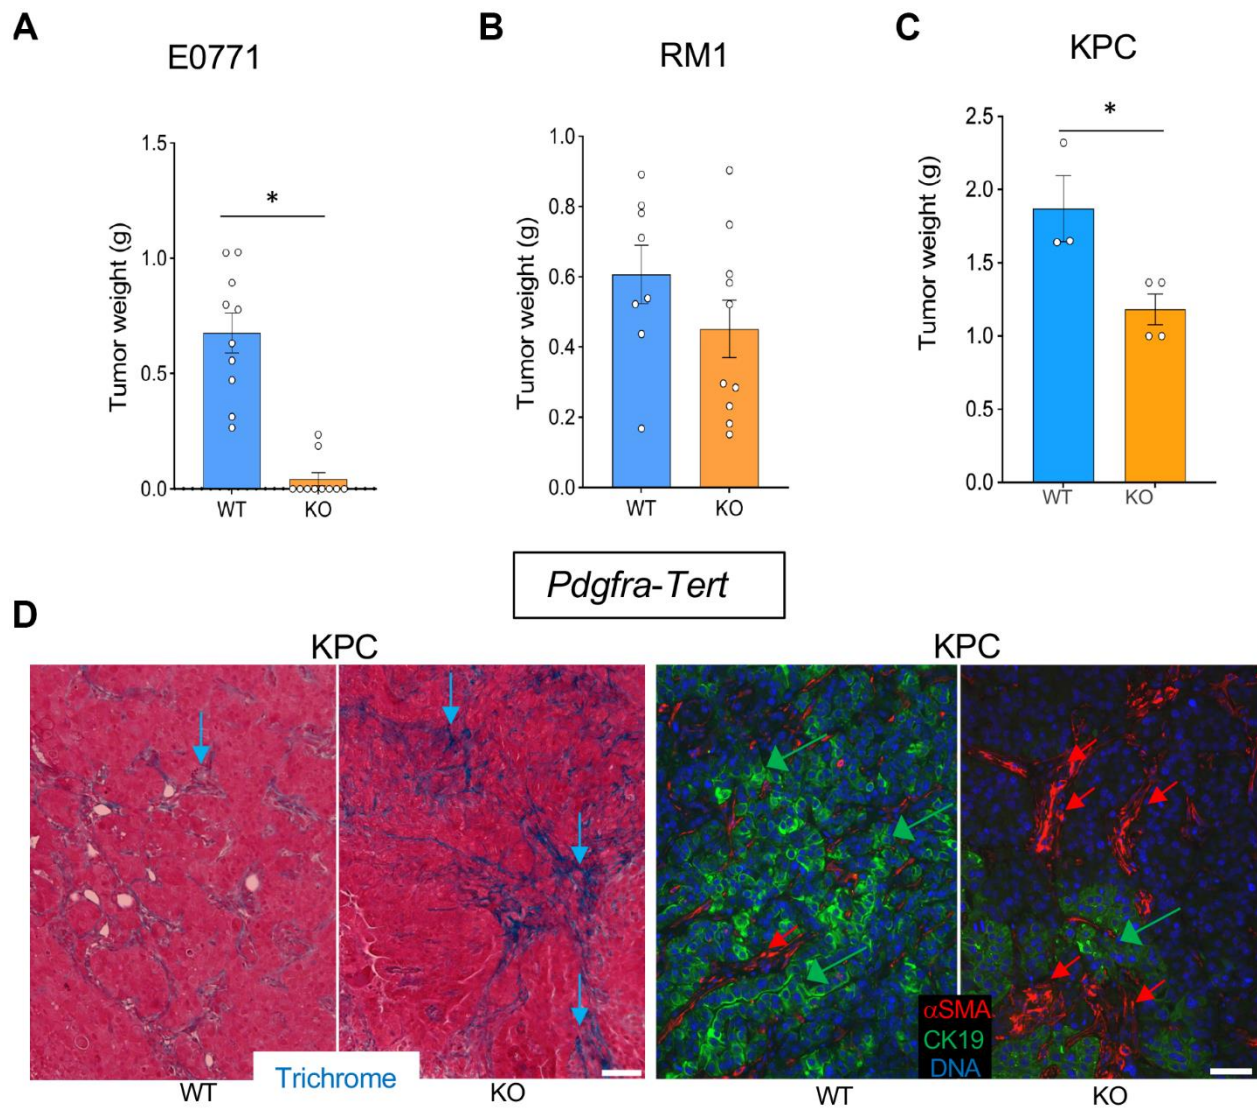 A
E0771
Tumor weight (g)
1.5
1.0
0.5
0.0
*
WT
KO
B
RM1
Tumor weight (g)
1.0
0.8
0.6
0.4
0.2
0.0
WT
KO
C
KPC
Tumor weight (g)
2.5
2.0
1.5
1.0
0.5
0.0
*
WT
KO
Pdgfra-Tert
D
KPC
KPC
Trichrome
WT
KO
αSMA
CK19
DNA
WT
KO